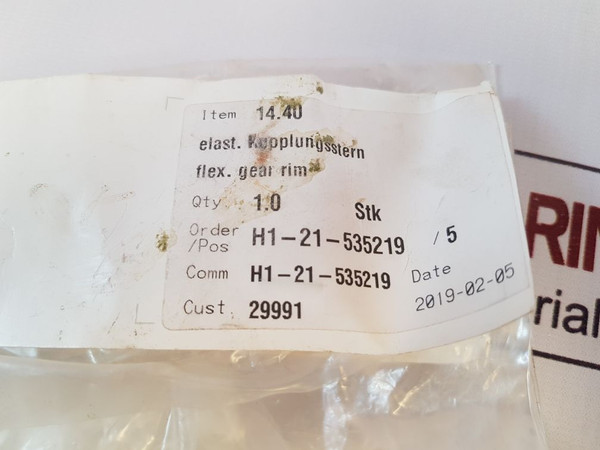 Item 14.40
elast. Kupplungsstern
flex. gear rim
Qty. 1.0 Stk
Order /Pos H1-21-535219 /5
Comm H1-21-535219
Date 2019-02-05
Cust. 29991
RIN
rial